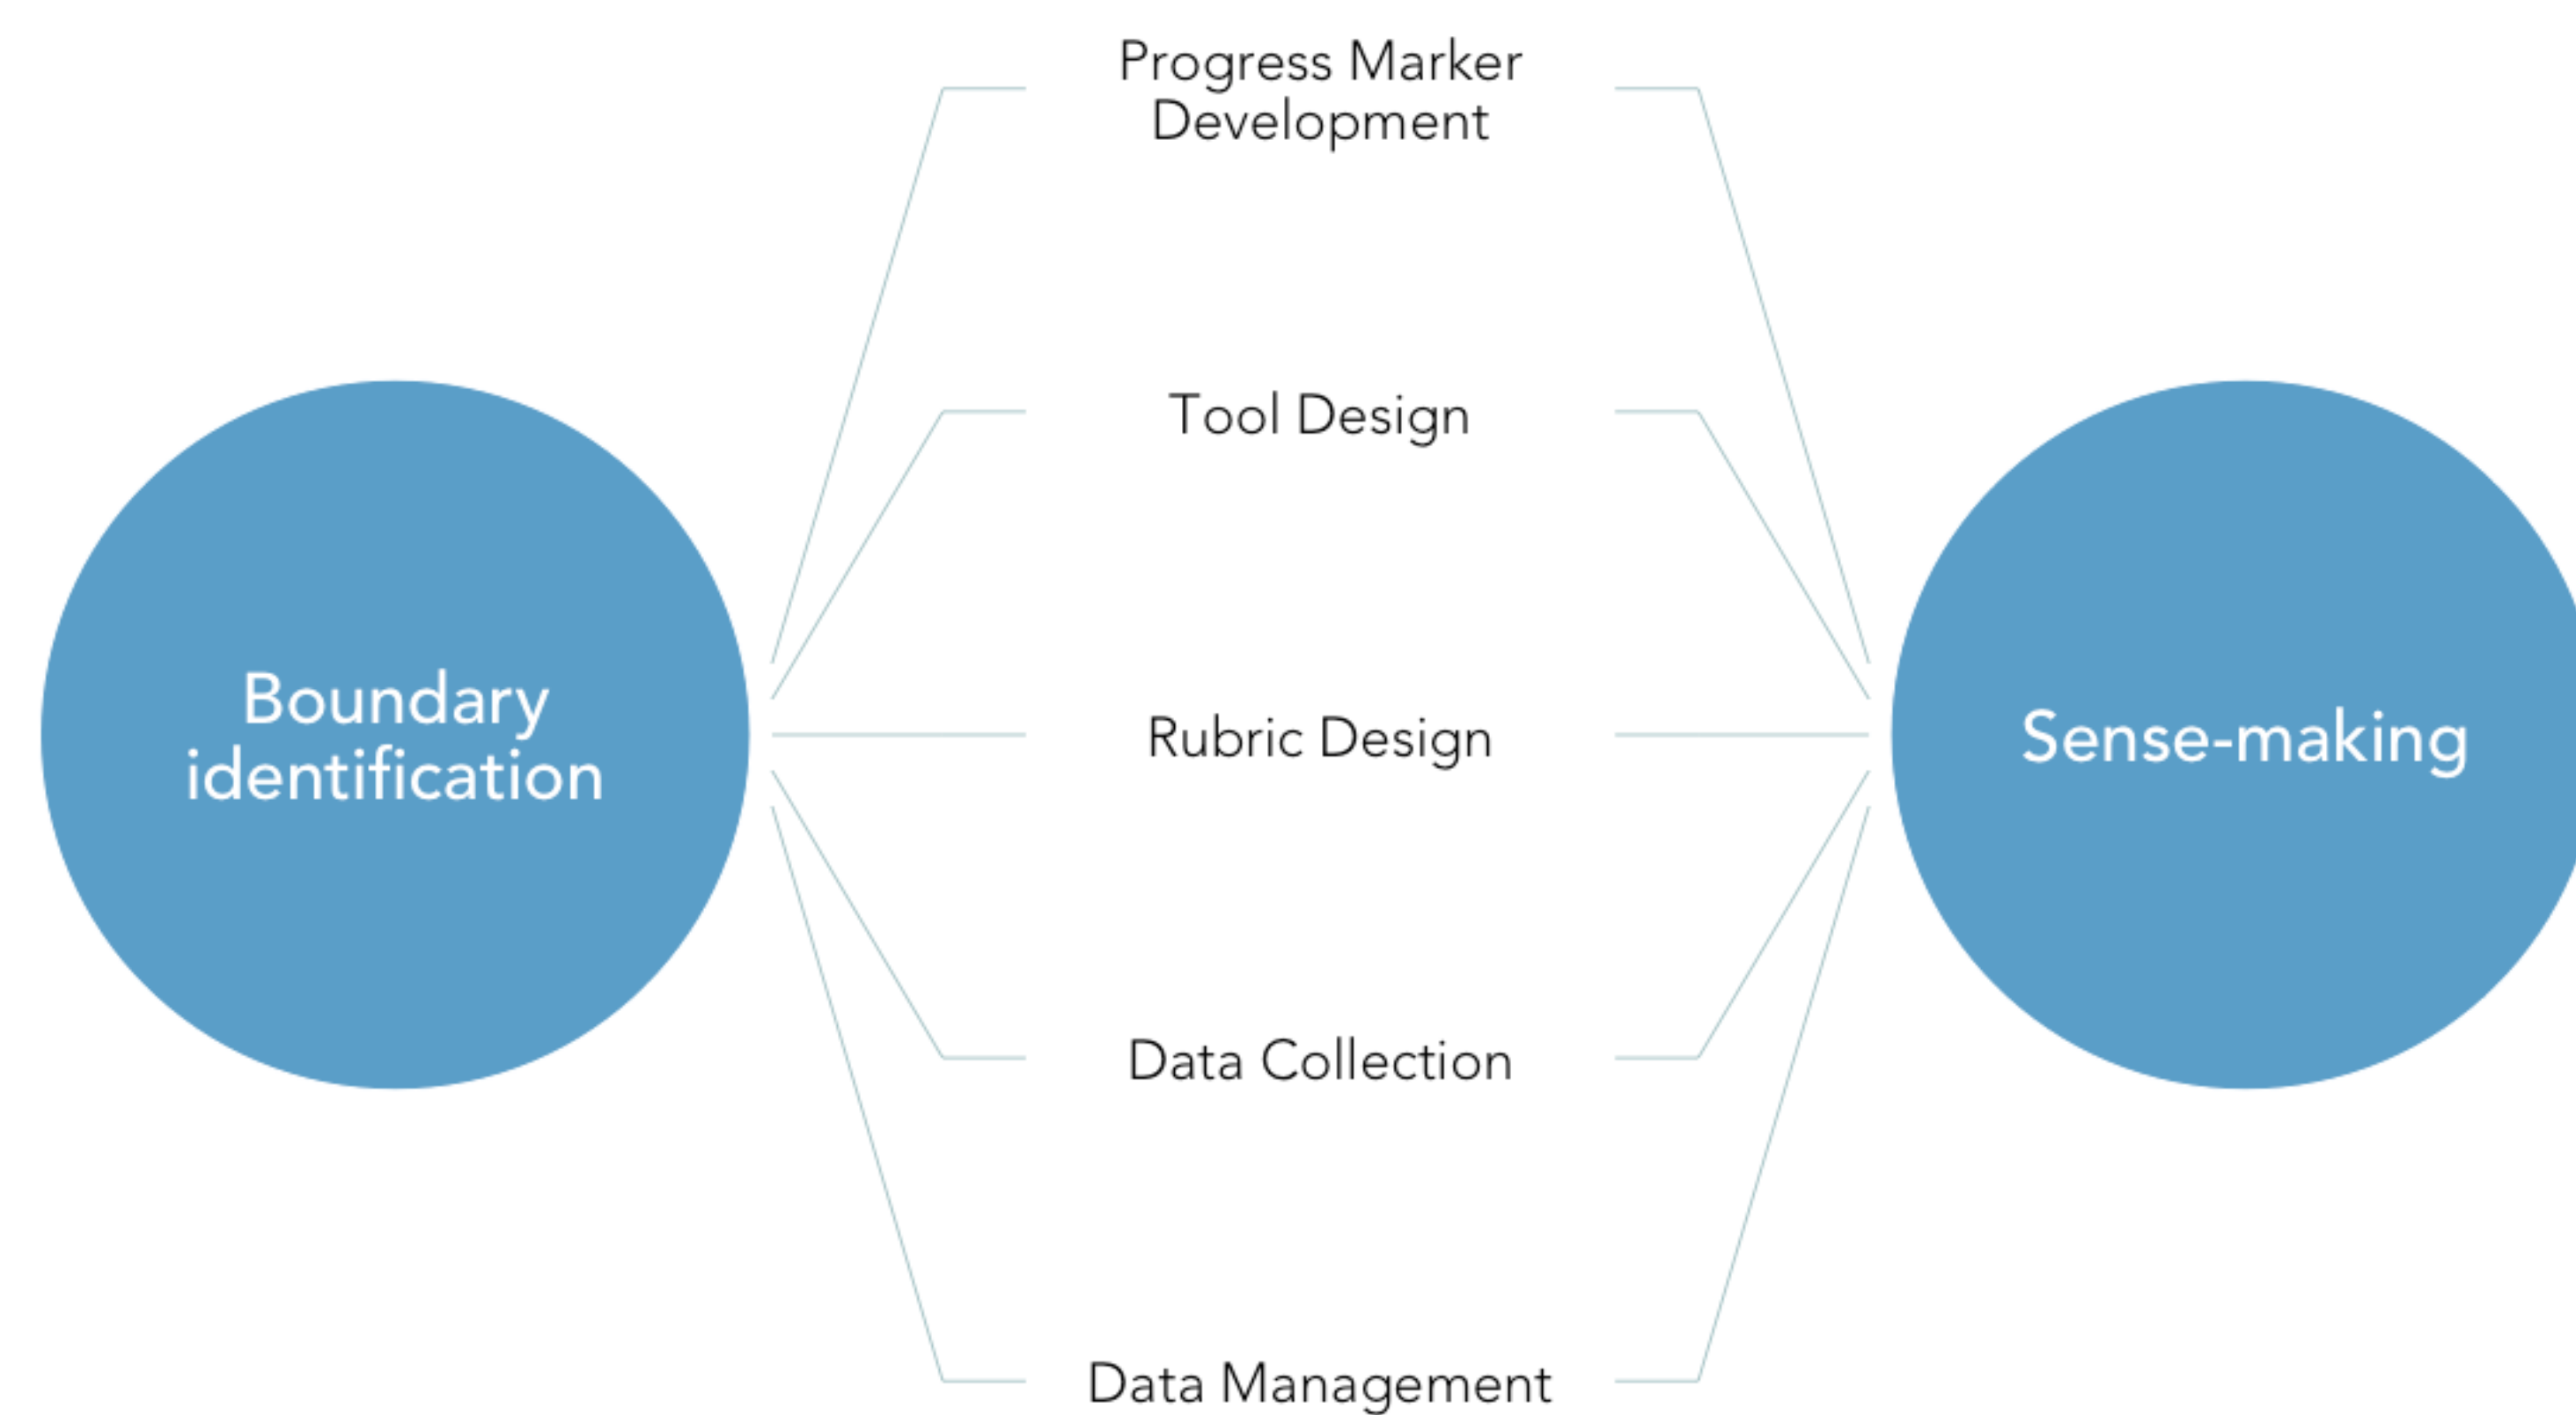 Progress Marker
Development
Tool Design
Boundary
identification
Rubric Design
Sense-making
Data Collection
Data Management